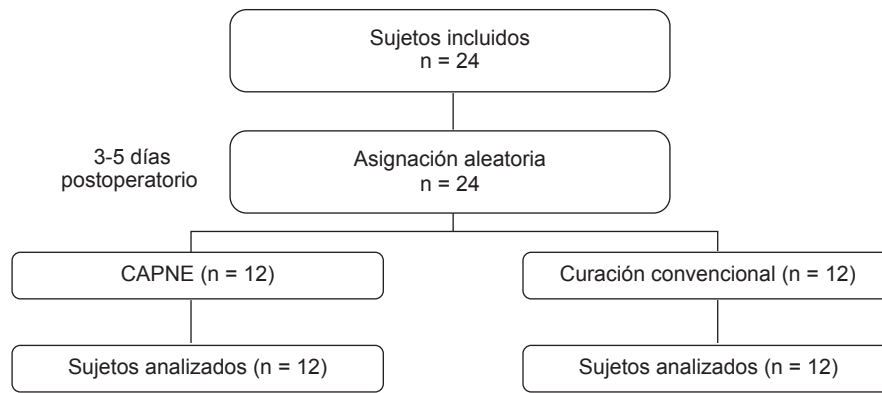 Sujetos incluidos
n = 24
3-5 días
postoperatorio
Asignación aleatoria
n = 24
CAPNE (n = 12)
Curación convencional (n = 12)
Sujetos analizados (n = 12)
Sujetos analizados (n = 12)